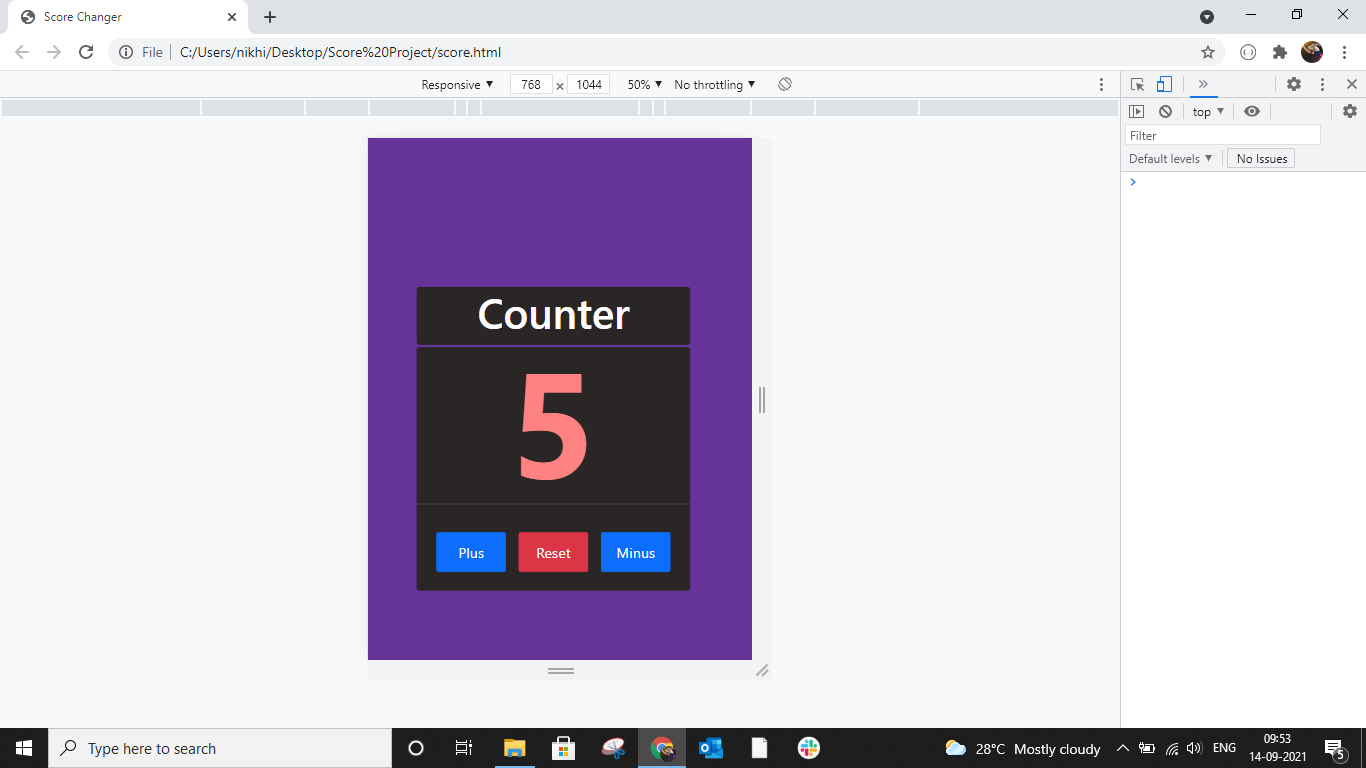 Score Changer
File C:/Users/nikhi/Desktop/Score%20Project/score.html
Responsive 768 × 1044 50% No throttling
top
Filter
Default levels No Issues
Counter
5
Plus Reset Minus
Type here to search
28°C Mostly cloudy ENG
09:53
14-09-2021
5